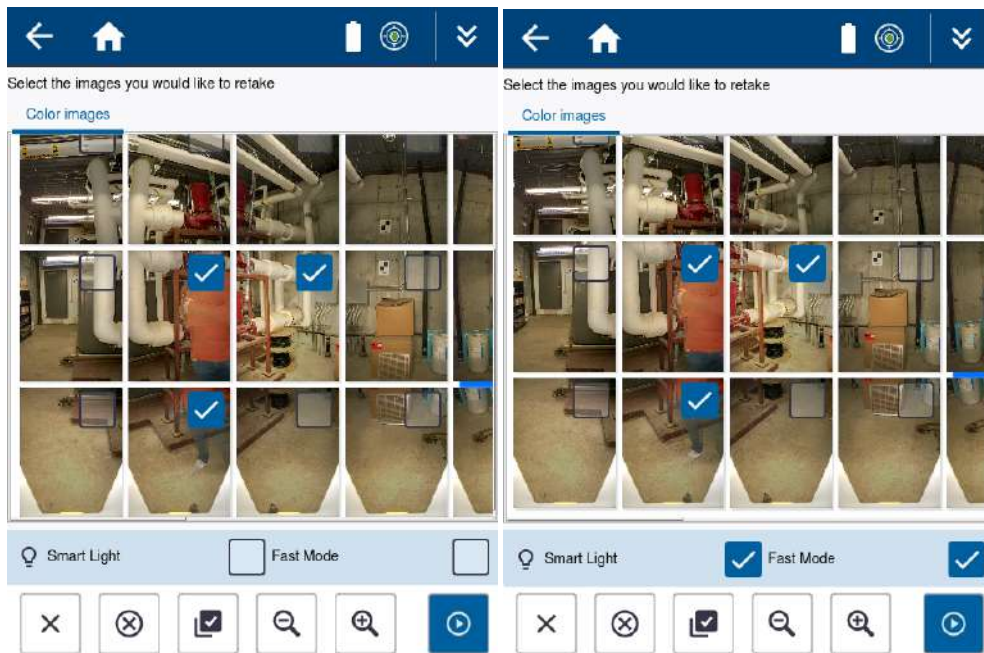 Select the images you would like to retake
Color images
Smart Light
Fast Mode
Select the images you would like to retake
Color images
Smart Light
Fast Mode